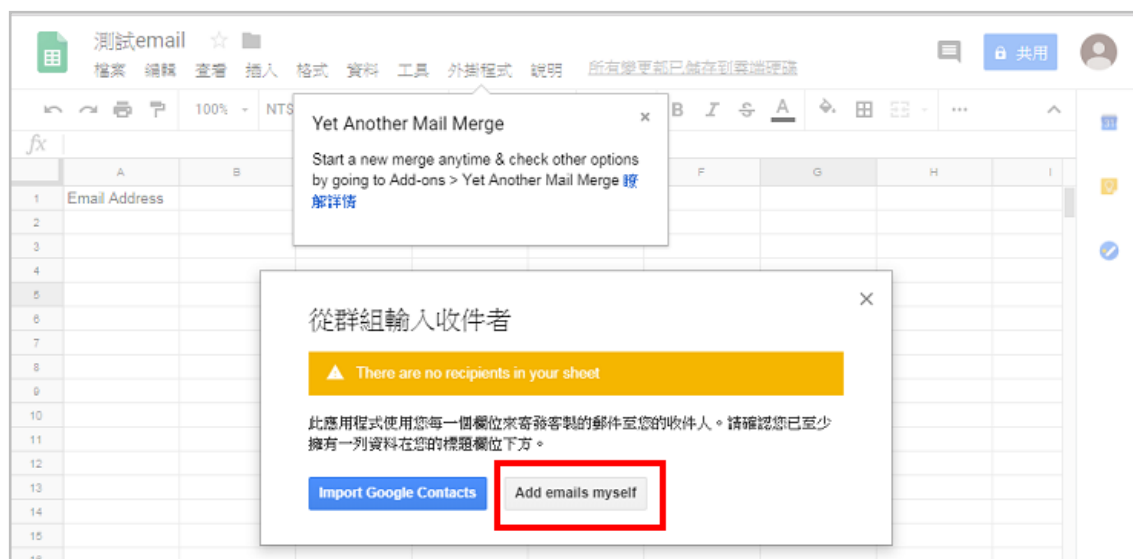 測試email
檔案 編輯 查看 插入 格式 資料 工具 外掛程式 說明 所有變更都已儲存到雲端硬碟
共用
100% NTS B I S A ...
31
fx
Yet Another Mail Merge ×
Start a new merge anytime & check other options
by going to Add-ons > Yet Another Mail Merge 瞭
解詳情
A B F G H I
1 Email Address
2
3
4
5
6
7
8
9
10
11
12
13
14
15
16
從群組輸入收件者
There are no recipients in your sheet
此應用程式使用您每一個欄位來寄發客製的郵件至您的收件人。請確認您已至少
擁有一列資料在您的標題欄位下方。
Import Google Contacts Add emails myself